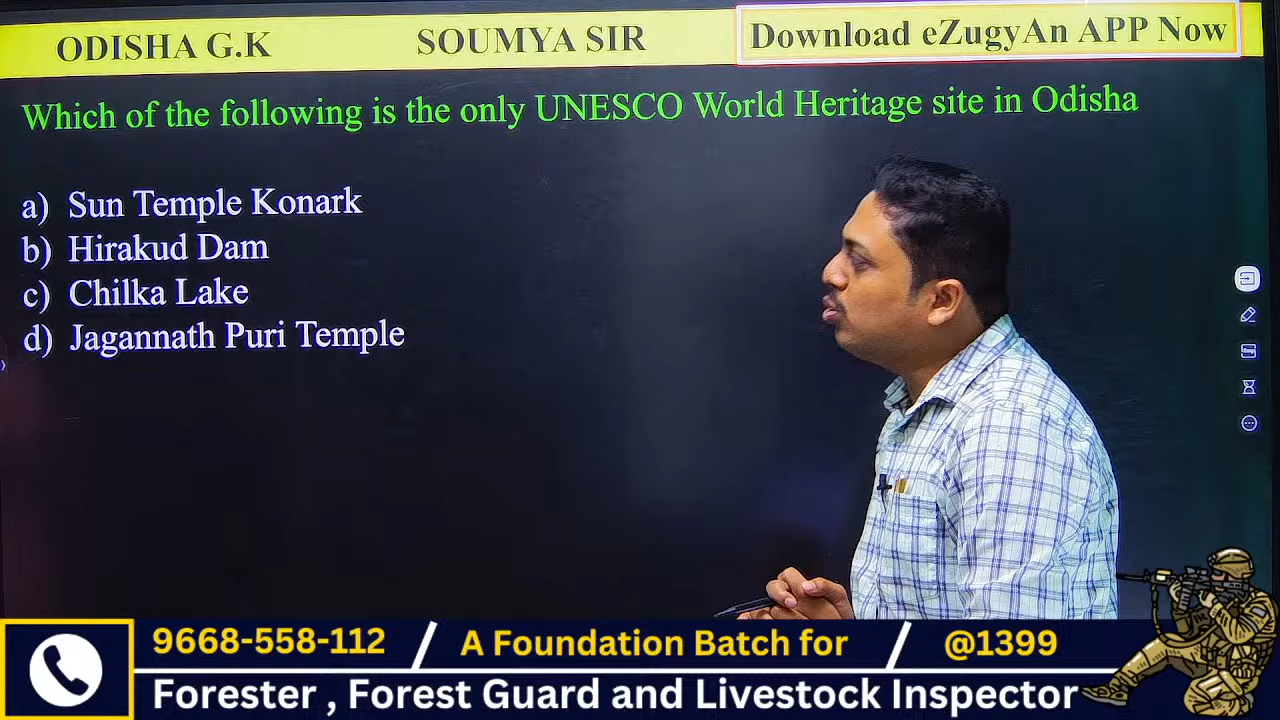 ODISHA G.K SOUMYA SIR Download eZugyAn APP Now
Which of the following is the only UNESCO World Heritage site in Odisha
a) Sun Temple Konark
b) Hirakud Dam
c) Chilka Lake
d) Jagannath Puri Temple
9668-558-112 / A Foundation Batch for / @1399
Forester , Forest Guard and Livestock Inspector